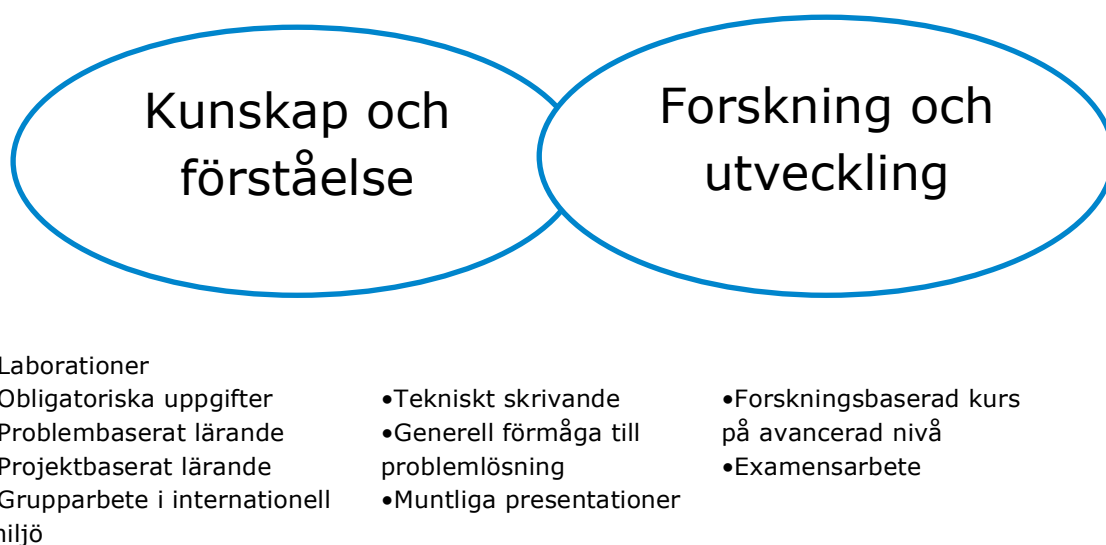 Kunskap och
förståelse
Forskning och
utveckling
Laborationer
Obligatoriska uppgifter
Problembaserat lärande
Projektbaserat lärande
Grupparbete i internationell
niljö
•Tekniskt skrivande
•Generell förmåga till
problemlösning
•Muntliga presentationer
•Forskningsbaserad kurs
på avancerad nivå
•Examensarbete